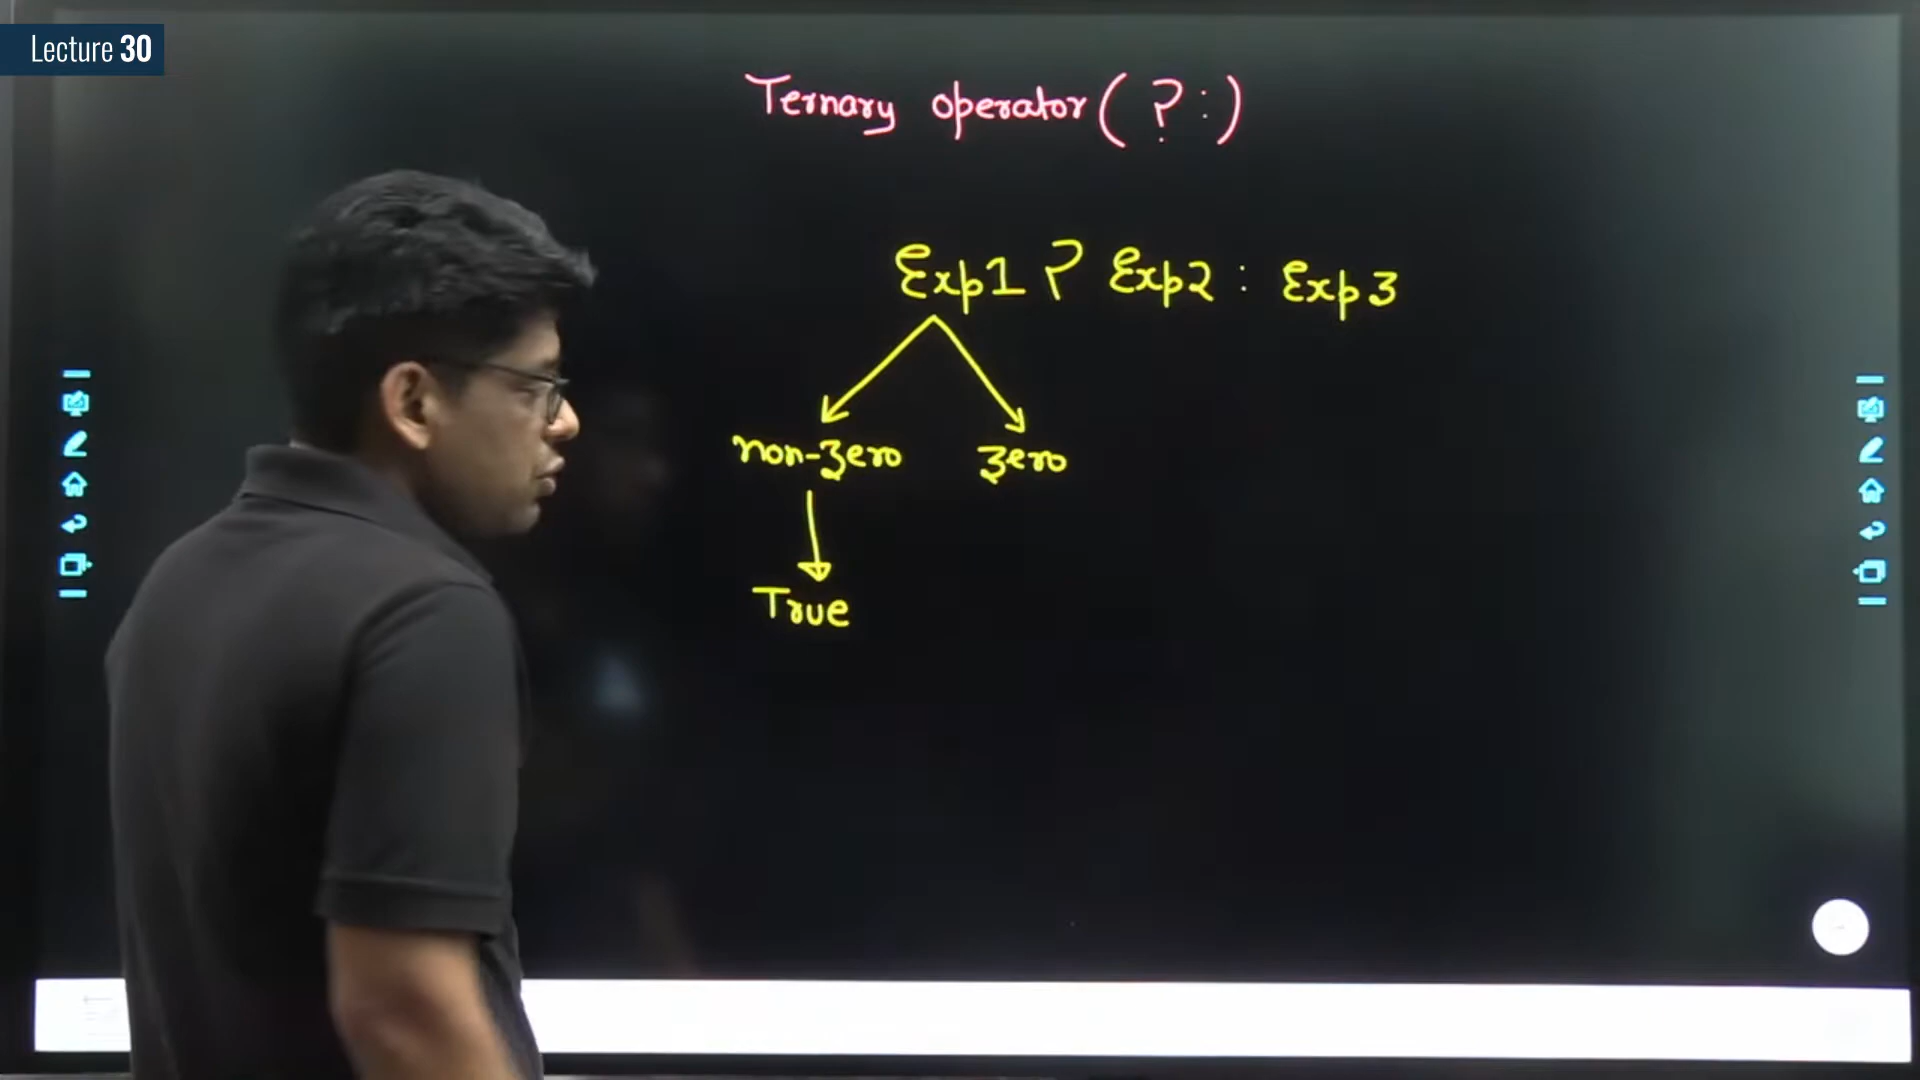 Lecture 30
Ternary operator ( ? : )
Exp1 ? Exp2 : Exp3
non-zero zero
True